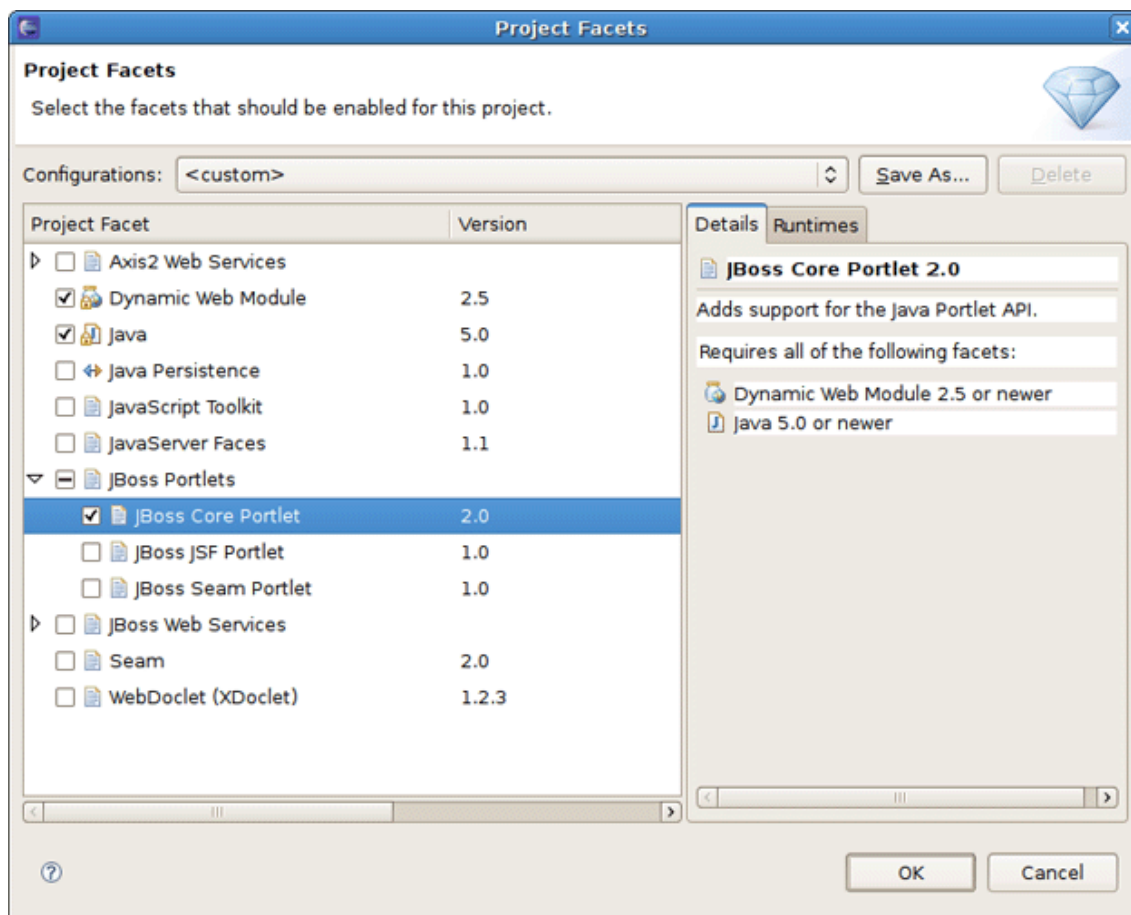 Project Facets
Project Facets
Select the facets that should be enabled for this project.
Configurations: <custom> Save As... Delete
Project Facet Version
Axis2 Web Services
Dynamic Web Module 2.5
Java 5.0
Java Persistence 1.0
JavaScript Toolkit 1.0
JavaServer Faces 1.1
JBoss Portlets
JBoss Core Portlet 2.0
JBoss JSF Portlet 1.0
JBoss Seam Portlet 1.0
JBoss Web Services
Seam 2.0
WebDoclet (XDoclet) 1.2.3
Details Runtimes
JBoss Core Portlet 2.0
Adds support for the Java Portlet API.
Requires all of the following facets:
Dynamic Web Module 2.5 or newer
Java 5.0 or newer
OK Cancel